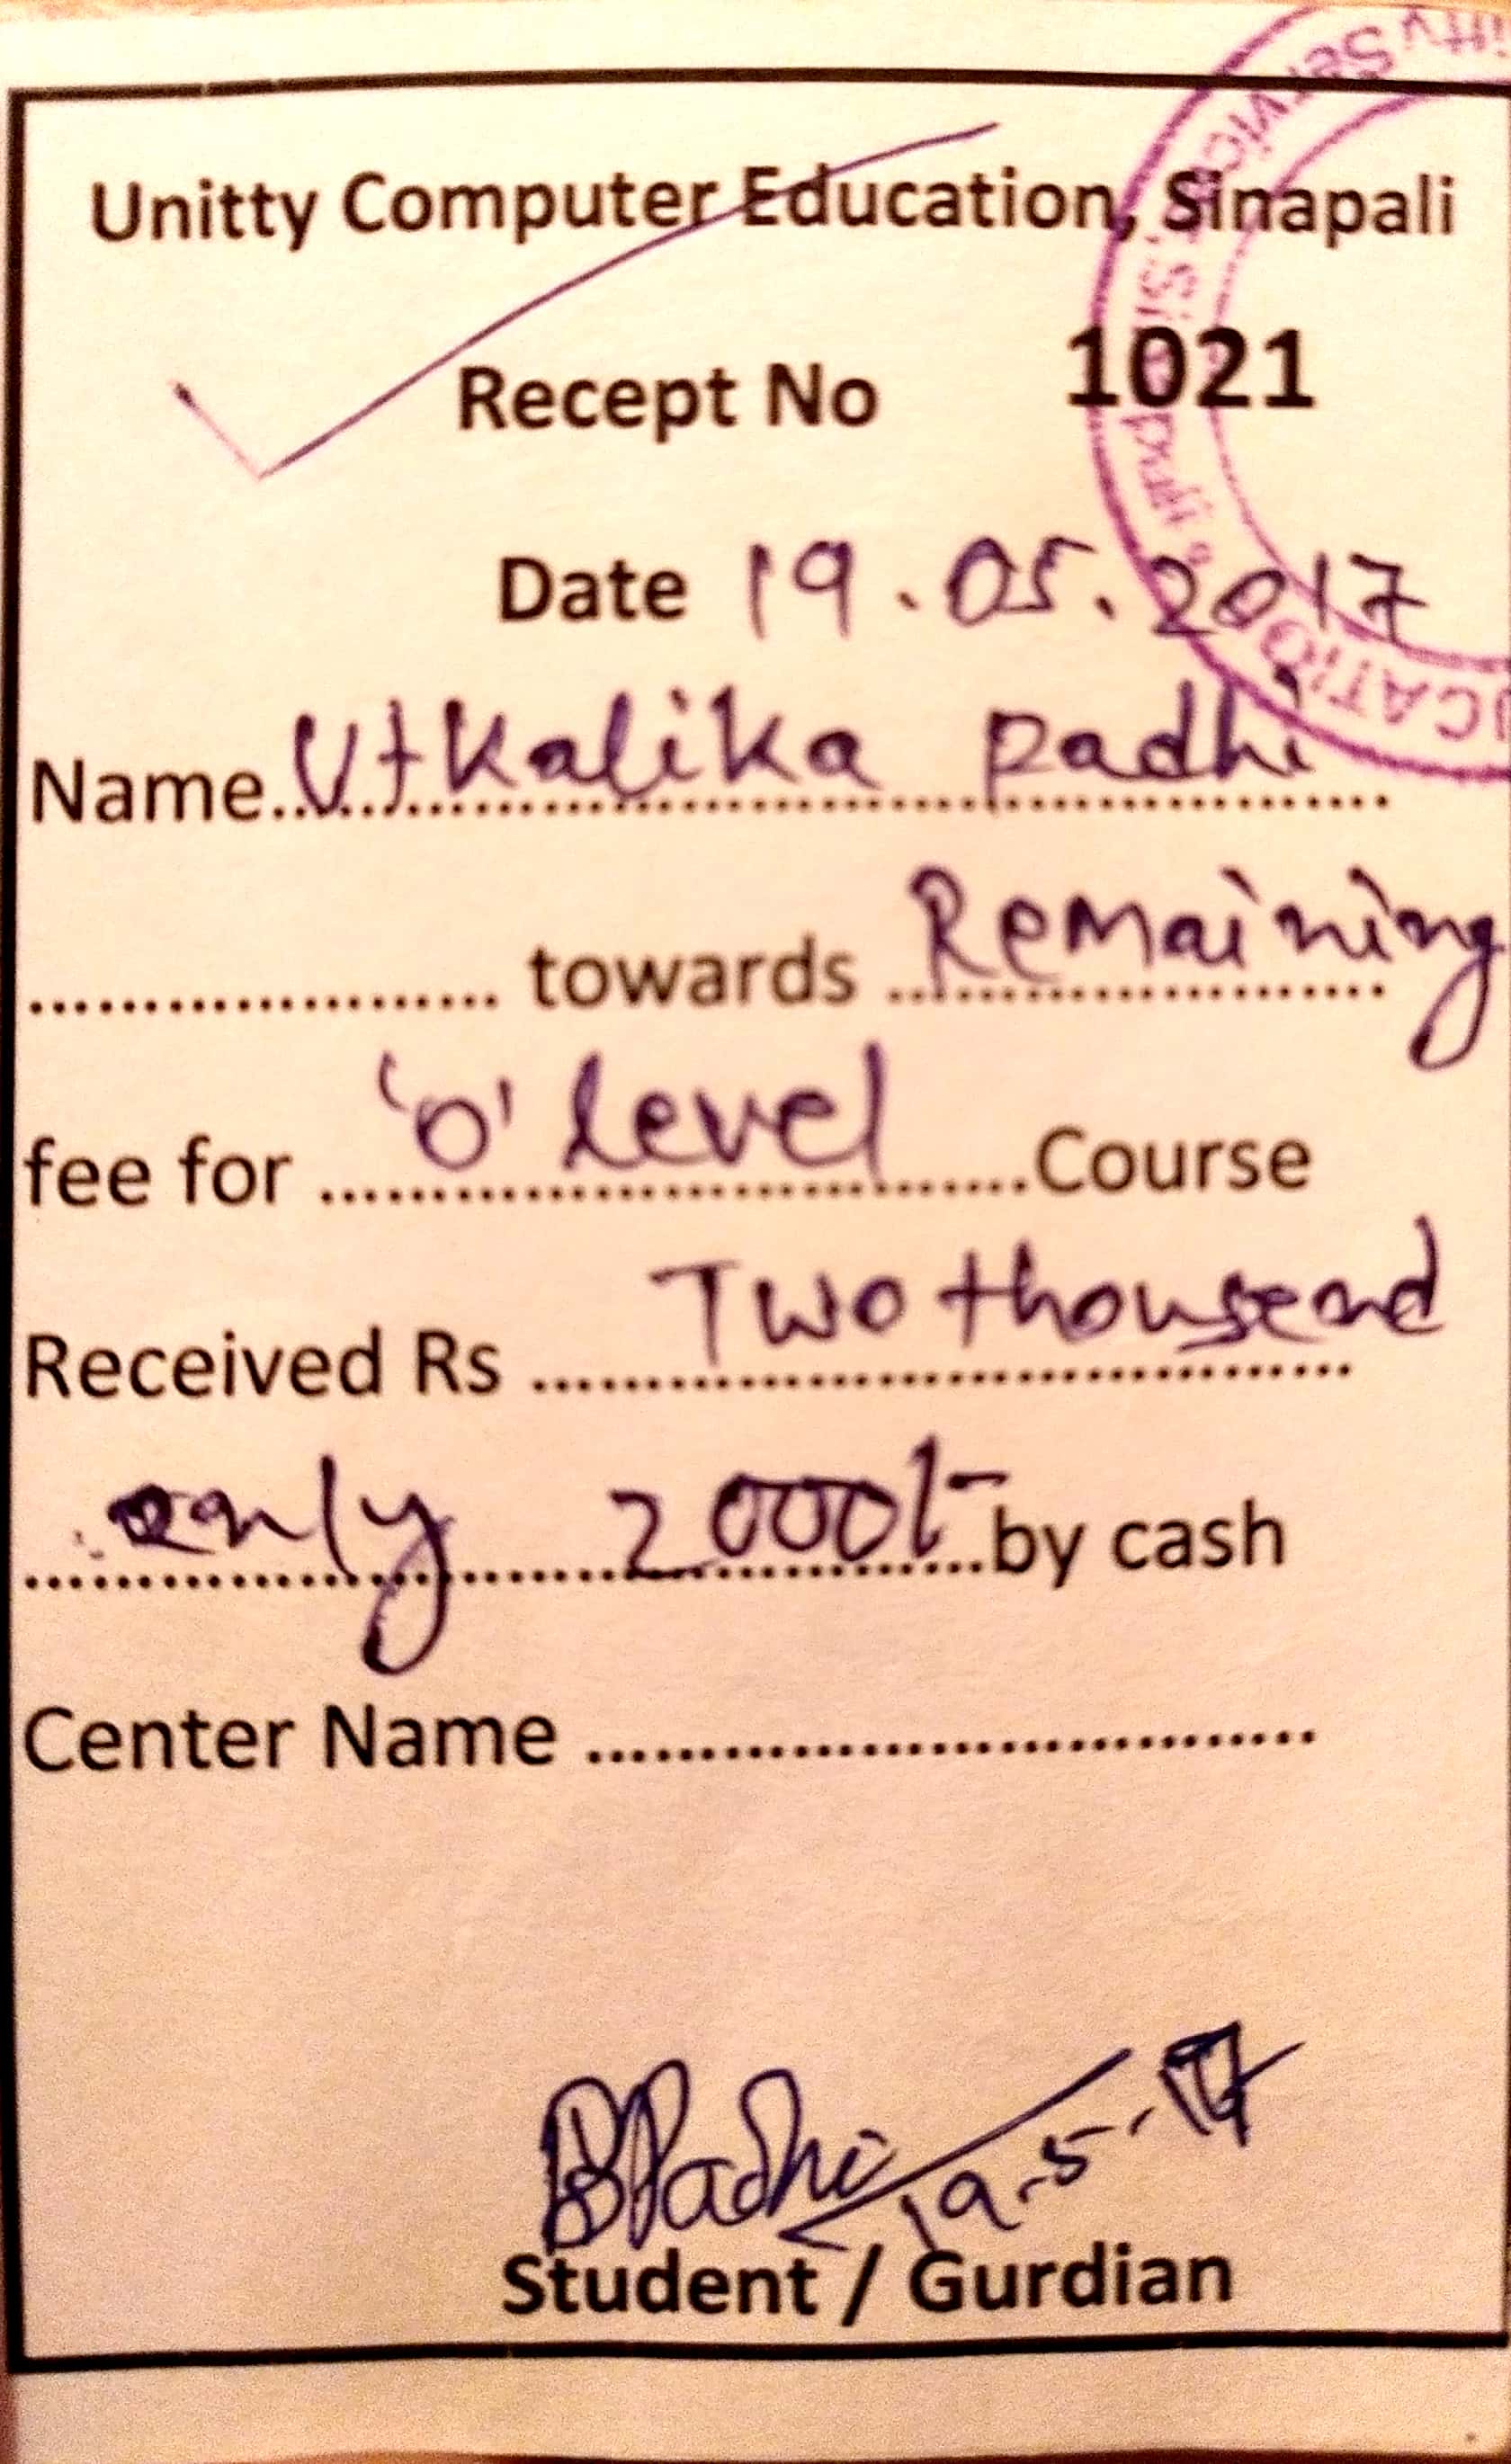 Unitty Computer Education, Sinapali
Recept No 1021
Date 19.05.2017
Name..Utkalika Padhi
.................... towards Remaining
fee for ...'O' level......Course
Received Rs Two thousend
only 2000/- by cash
Center Name ................................
BPadhi
19.5.17
Student / Gurdian